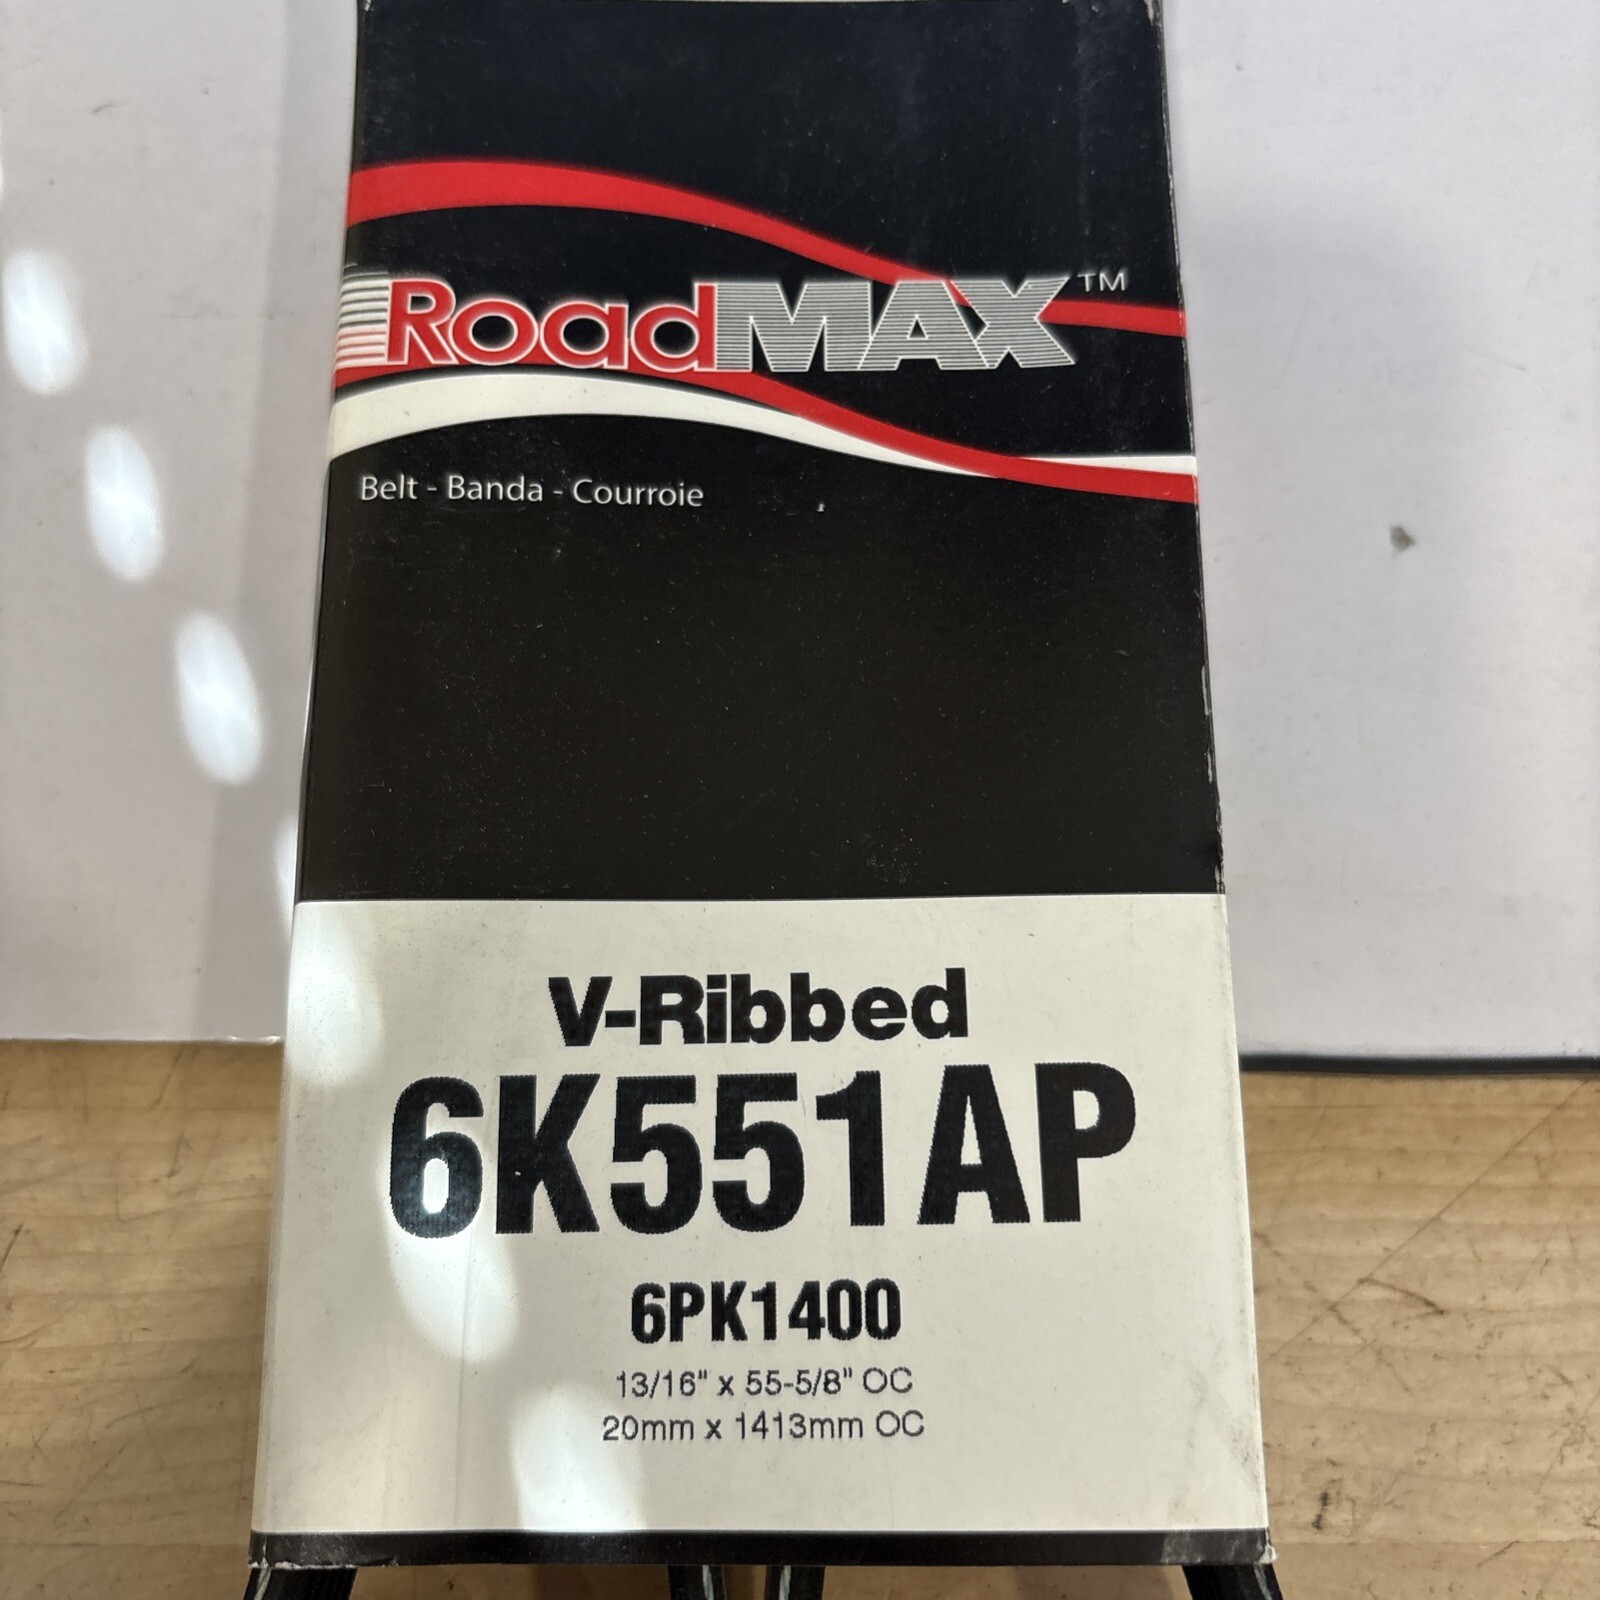 RoadMAX™
Belt - Banda - Courroie
V-Ribbed
6K551AP
6PK1400
13/16" x 55-5/8" OC
20mm x 1413mm OC